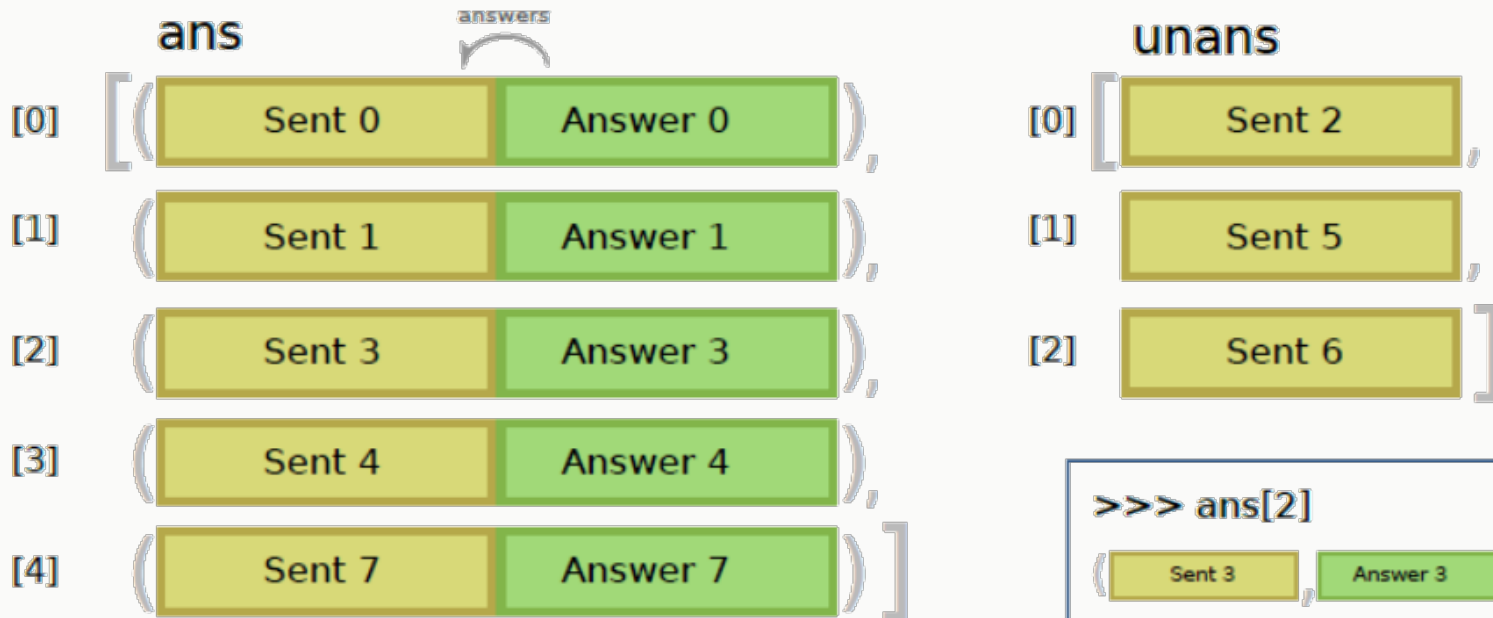 answers
ans
unans
[0] [( Sent 0 Answer 0 ),
[0] [ Sent 2 ,
[1] ( Sent 1 Answer 1 ),
[1] Sent 5 ,
[2] ( Sent 3 Answer 3 ),
[2] Sent 6 ]
[3] ( Sent 4 Answer 4 ),
[4] ( Sent 7 Answer 7 ) ]
>>> ans[2]
( Sent 3 , Answer 3